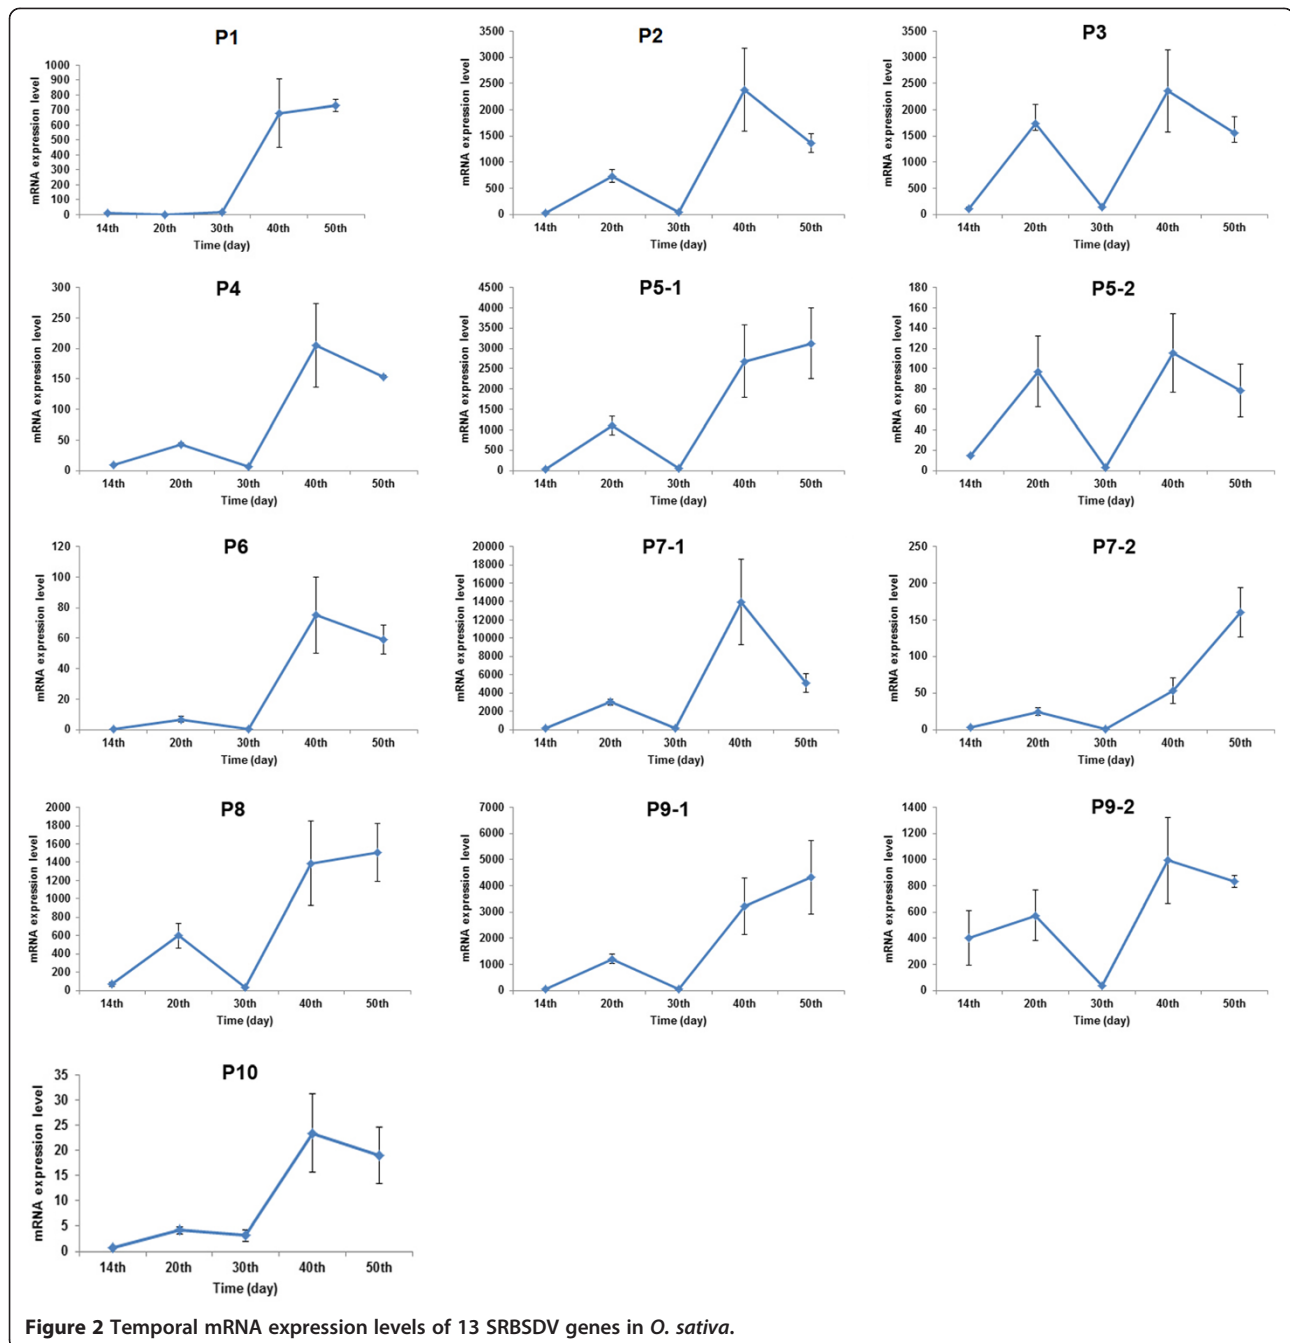 P1
mRNA expression level
1000
900
800
700
600
500
400
300
200
100
0
14th 20th 30th 40th 50th
Time (day)
P2
mRNA expression level
3500
3000
2500
2000
1500
1000
500
0
14th 20th 30th 40th 50th
Time (day)
P3
mRNA expression level
3500
3000
2500
2000
1500
1000
500
0
14th 20th 30th 40th 50th
Time (day)
P4
mRNA expression level
300
250
200
150
100
50
0
14th 20th 30th 40th 50th
Time (day)
P5-1
mRNA expression level
4500
4000
3500
3000
2500
2000
1500
1000
500
0
14th 20th 30th 40th 50th
Time (day)
P5-2
mRNA expression level
180
160
140
120
100
80
60
40
20
0
14th 20th 30th 40th 50th
Time (day)
P6
mRNA expression level
120
100
80
60
40
20
0
14th 20th 30th 40th 50th
Time (day)
P7-1
mRNA expression level
20000
18000
16000
14000
12000
10000
8000
6000
4000
2000
0
14th 20th 30th 40th 50th
Time (day)
P7-2
mRNA expression level
250
200
150
100
50
0
14th 20th 30th 40th 50th
Time (day)
P8
mRNA expression level
2000
1800
1600
1400
1200
1000
800
600
400
200
0
14th 20th 30th 40th 50th
Time (day)
P9-1
mRNA expression level
7000
6000
5000
4000
3000
2000
1000
0
14th 20th 30th 40th 50th
Time (day)
P9-2
mRNA expression level
1400
1200
1000
800
600
400
200
0
14th 20th 30th 40th 50th
Time (day)
P10
mRNA expression level
35
30
25
20
15
10
5
0
14th 20th 30th 40th 50th
Time (day)
Figure 2 Temporal mRNA expression levels of 13 SRBSDV genes in O. sativa.